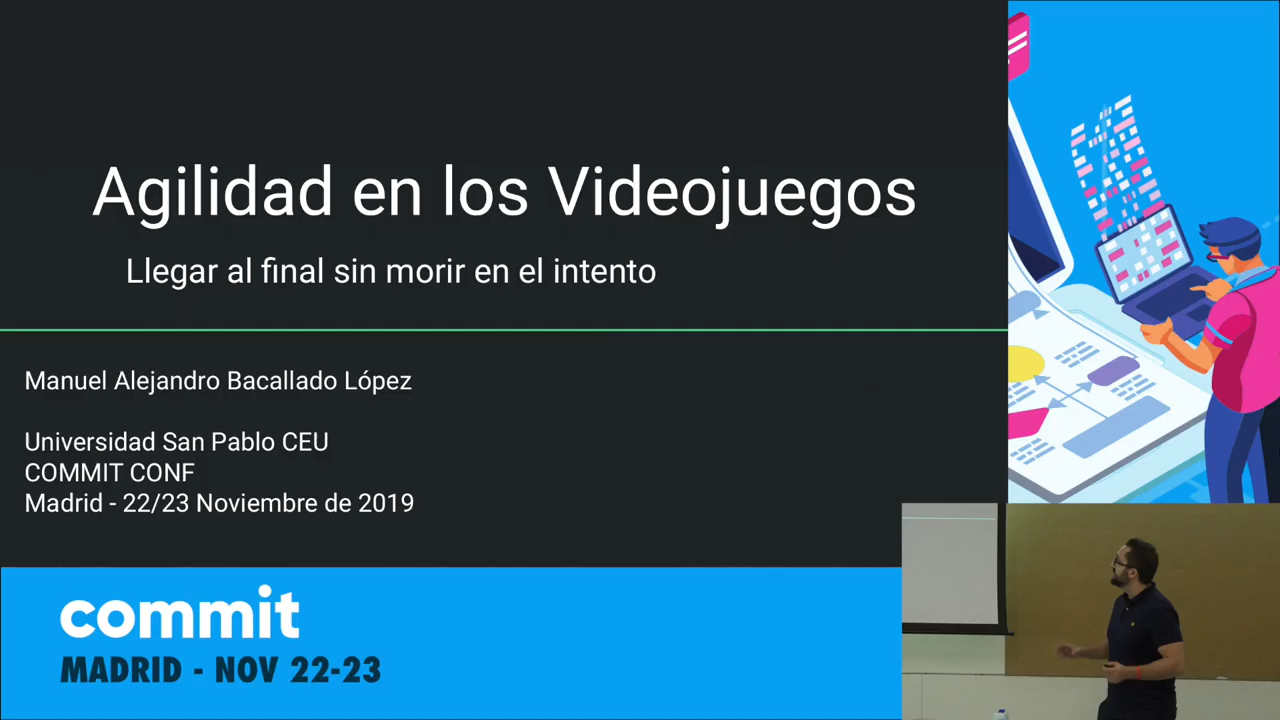 Agilidad en los Videojuegos
Llegar al final sin morir en el intento
Manuel Alejandro Bacallado López
Universidad San Pablo CEU
COMMIT CONF
Madrid - 22/23 Noviembre de 2019
commit
MADRID - NOV 22-23